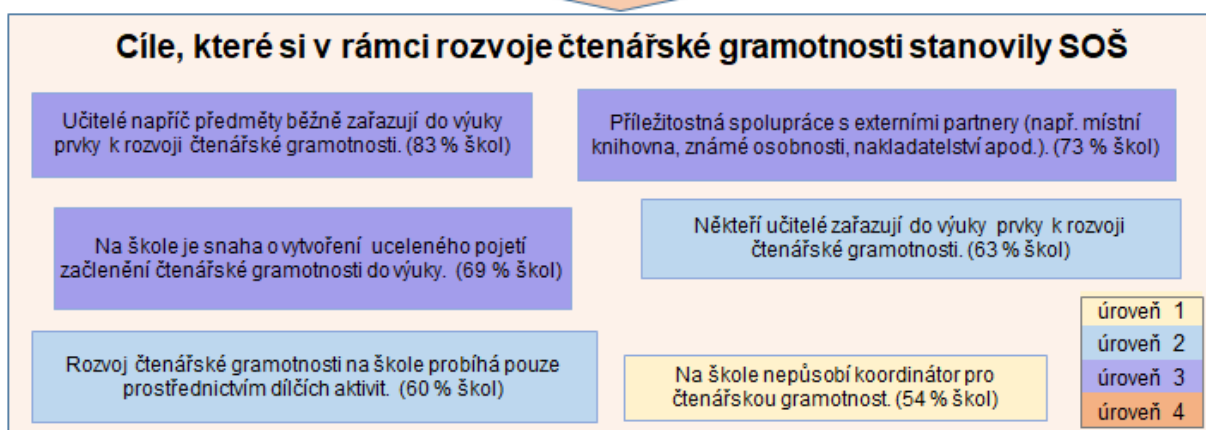 Cíle, které si v rámci rozvoje čtenářské gramotnosti stanovily SOŠ
Učitelé napříč předměty běžně zařazují do výuky
prvky k rozvoji čtenářské gramotnosti. (83 % škol)
Příležitostná spolupráce s externími partnery (např. místní
knihovna, známé osobnosti, nakladatelství apod.). (73 % škol)
Na škole je snaha o vytvoření uceleného pojetí
začlenění čtenářské gramotnosti do výuky. (69 % škol)
Někteří učitelé zařazují do výuky prvky k rozvoji
čtenářské gramotnosti. (63 % škol)
Rozvoj čtenářské gramotnosti na škole probíhá pouze
prostřednictvím dílčích aktivit. (60 % škol)
Na škole nepůsobí koordinátor pro
čtenářskou gramotnost. (54 % škol)
úroveň 1
úroveň 2
úroveň 3
úroveň 4